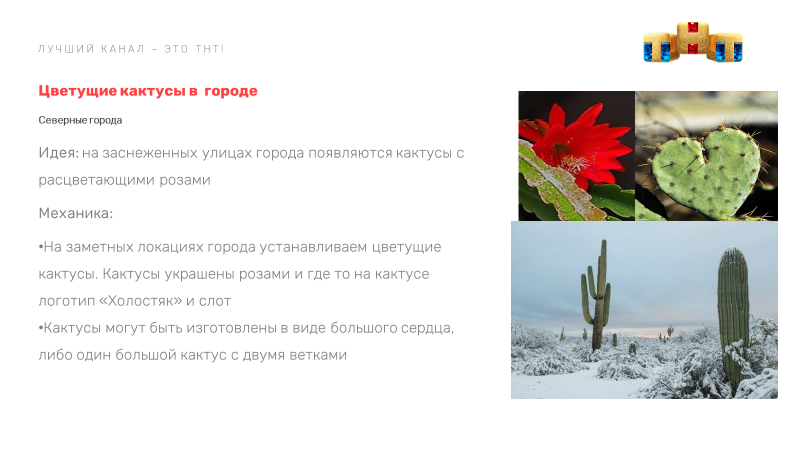 ЛУЧШИЙ КАНАЛ – ЭТО ТНТ!
Цветущие кактусы в  городе
Северные города
Идея: на заснеженных улицах города появляются кактусы с
расцветающими розами
Механика:
•На заметных локациях города устанавливаем цветущие
кактусы. Кактусы украшены розами и где то на кактусе
логотип «Холостяк» и слот
•Кактусы могут быть изготовлены в виде большого сердца,
либо один большой кактус с двумя ветками